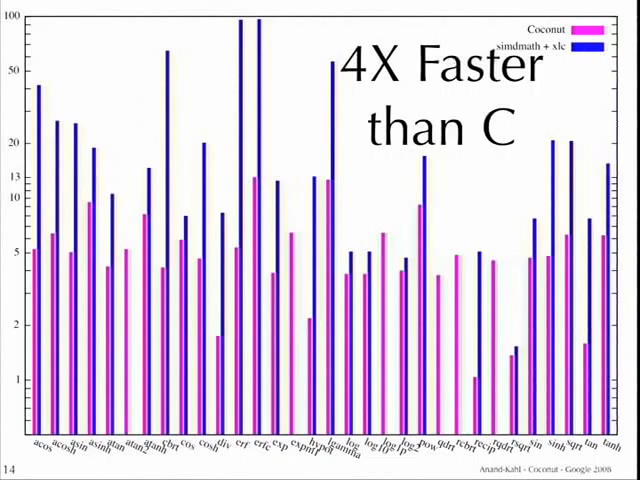 100
50
20
13
10
5
2
1
Coconut
simdmath + xlc
4X Faster
than C
acos
acosh
asin
asinh
atan
atan2
atanh
cbrt
cos
cosh
div
erf
erfc
exp
expm1
hypot
lgamma
log
log10
log1p
log2
pow
qdrt
rcbrt
recip
rqdrt
rsqrt
sin
sinh
sqrt
tan
tanh
14
Anand-Kahl - Coconut - Google 2008